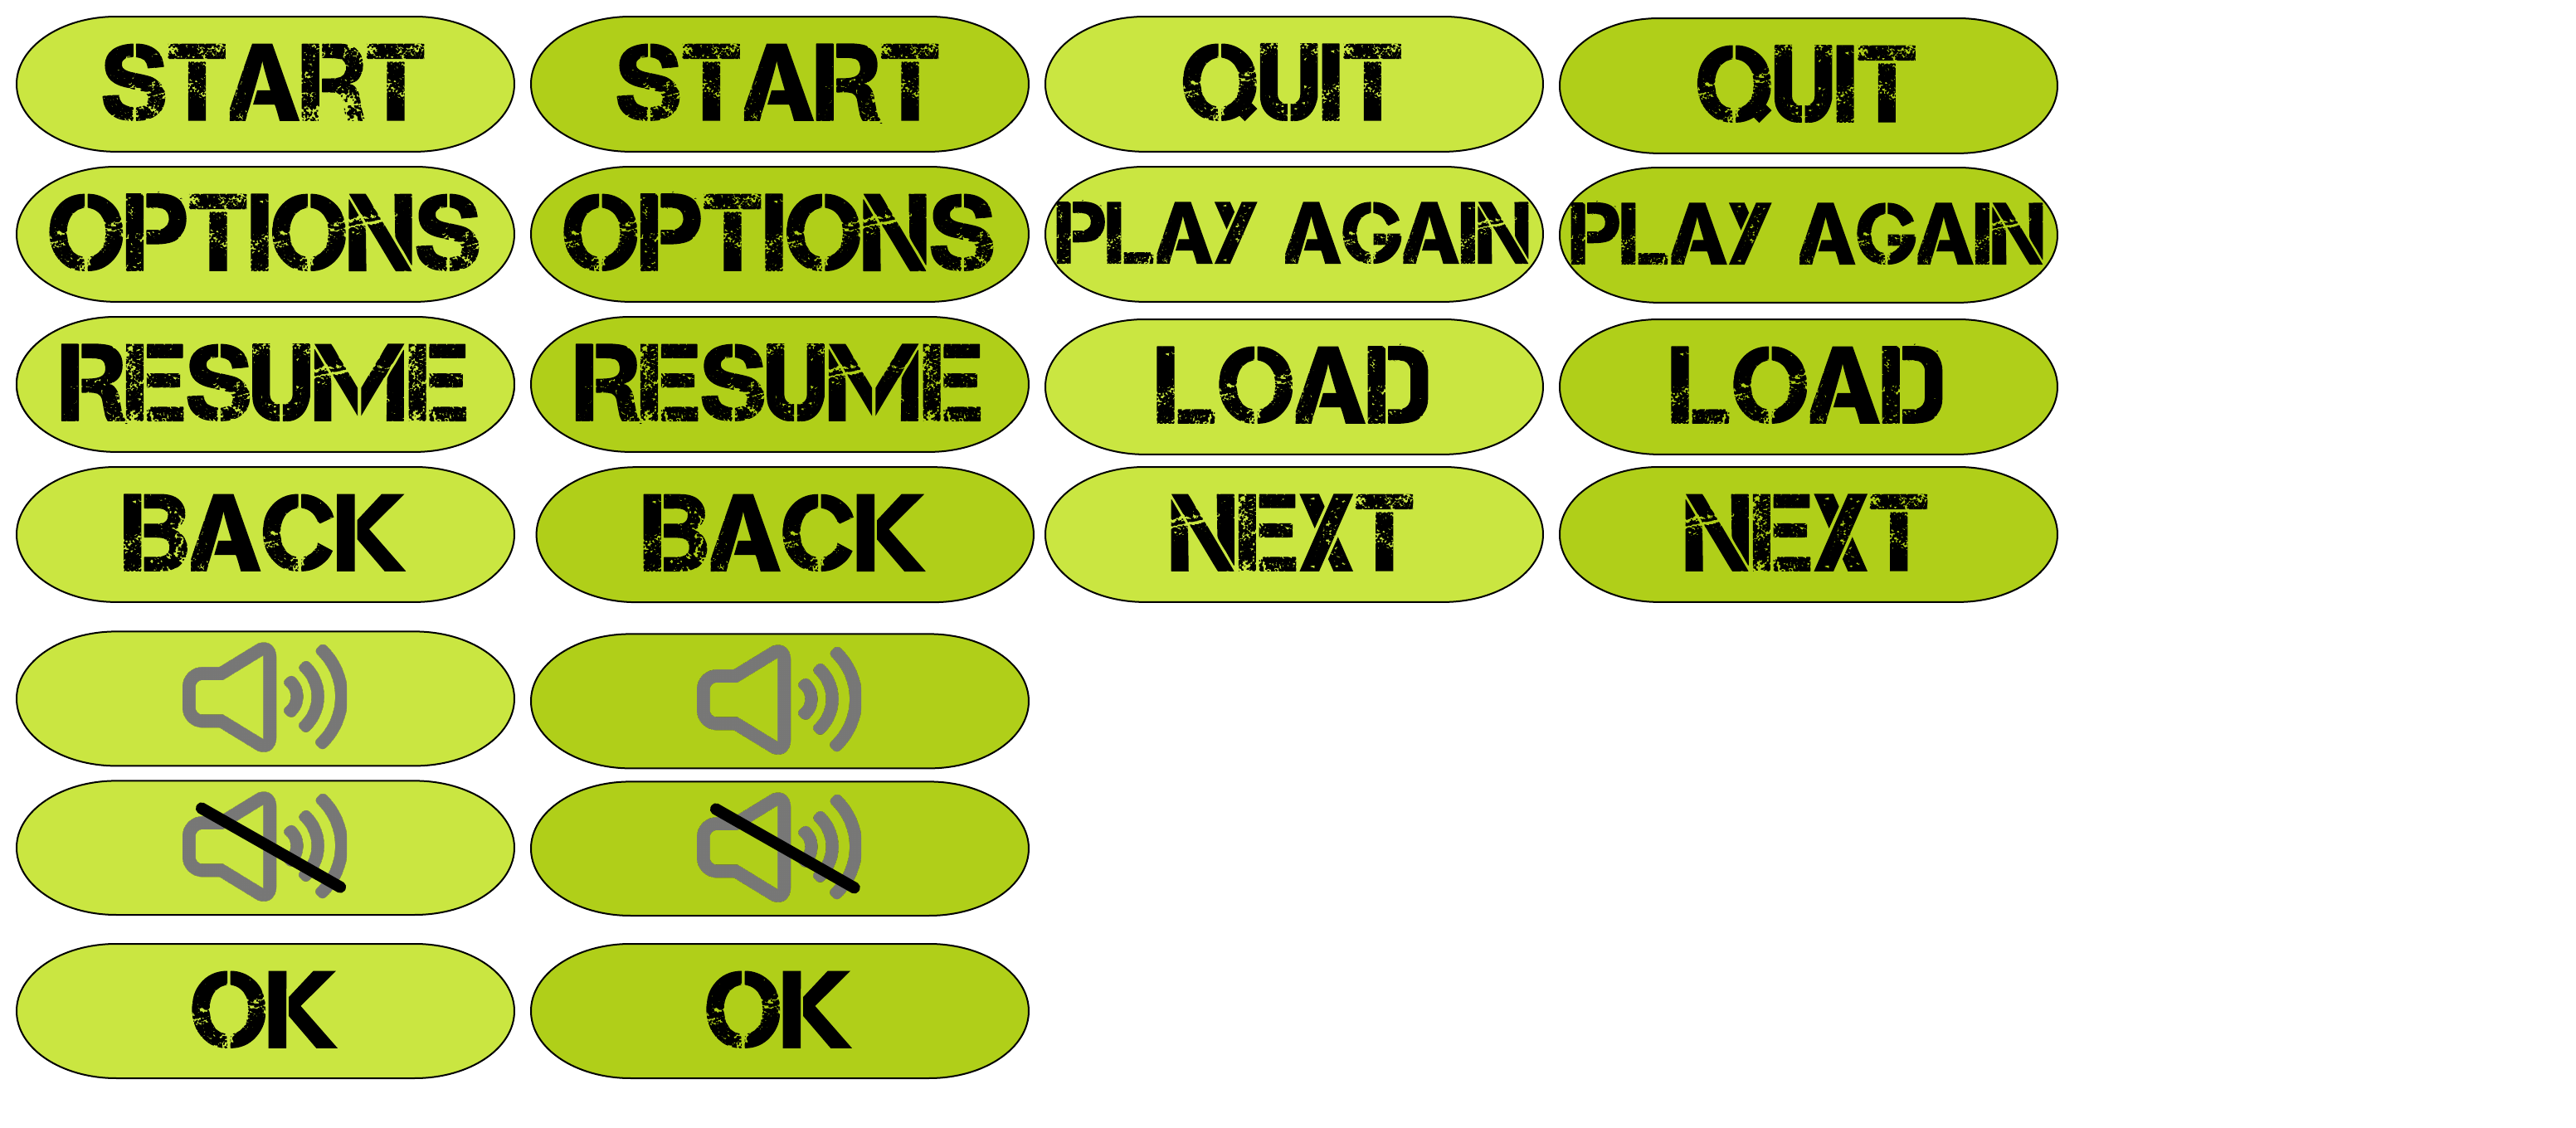 START START QUIT QUIT
OPTIONS OPTIONS PLAY AGAIN PLAY AGAIN
RESUME RESUME LOAD LOAD
BACK BACK NEXT NEXT
OK OK